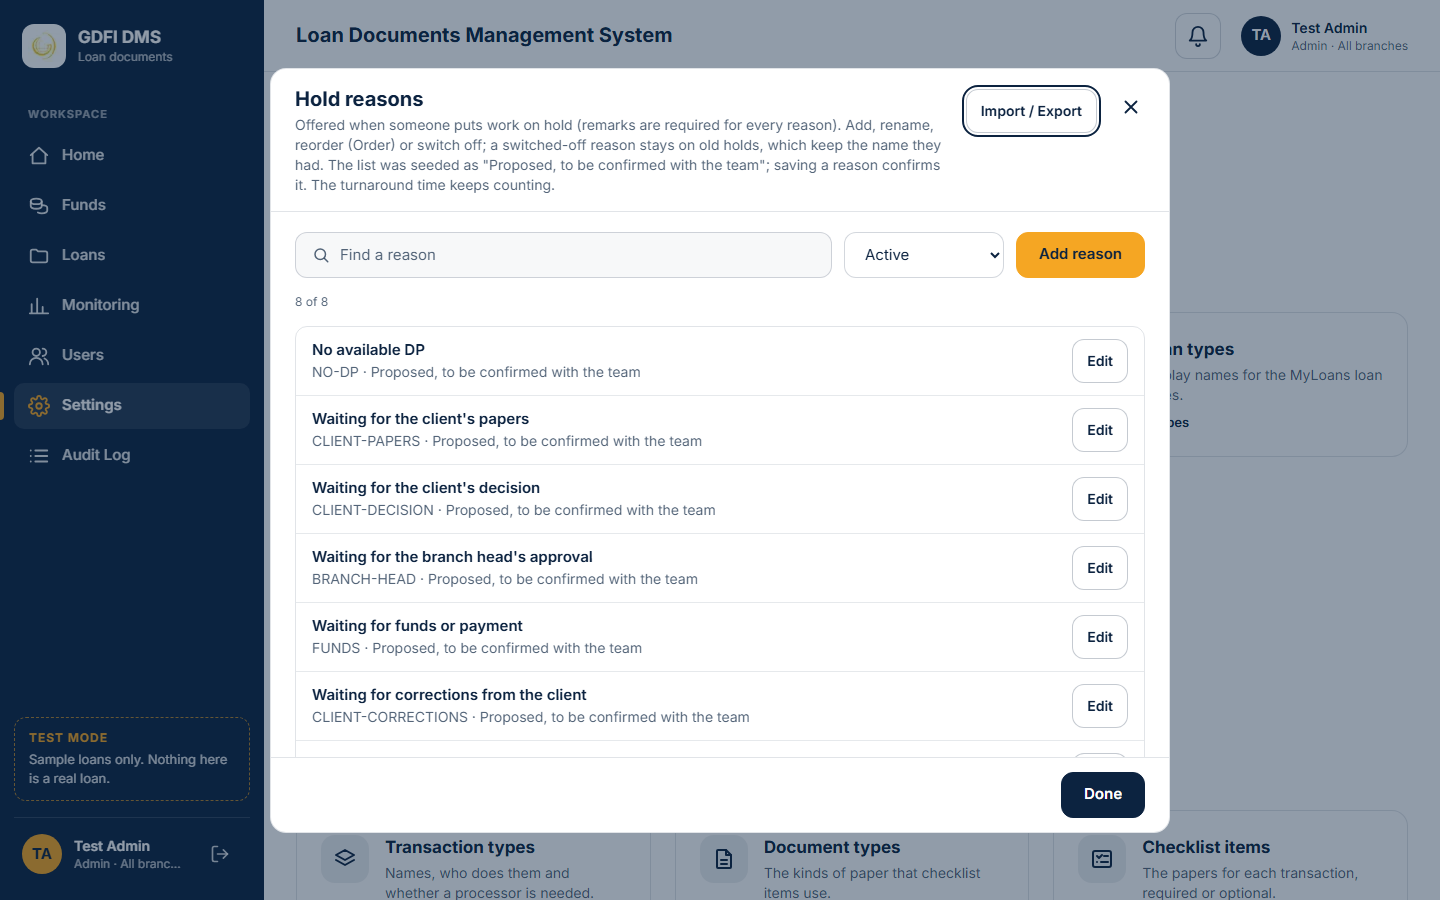 GDFI DMS
Loan documents
WORKSPACE
Home
Funds
Loans
Monitoring
Users
Settings
Audit Log
TEST MODE
Sample loans only. Nothing here
is a real loan.
TA
Test Admin
Admin · All branc...
Loan Documents Management System
TA
Test Admin
Admin · All branches
Hold reasons
Offered when someone puts work on hold (remarks are required for every reason). Add, rename,
reorder (Order) or switch off; a switched-off reason stays on old holds, which keep the name they
had. The list was seeded as "Proposed, to be confirmed with the team"; saving a reason confirms
it. The turnaround time keeps counting.
Import / Export
Find a reason
Active
Add reason
8 of 8
No available DP
NO-DP · Proposed, to be confirmed with the team
Edit
Waiting for the client's papers
CLIENT-PAPERS · Proposed, to be confirmed with the team
Edit
Waiting for the client's decision
CLIENT-DECISION · Proposed, to be confirmed with the team
Edit
Waiting for the branch head's approval
BRANCH-HEAD · Proposed, to be confirmed with the team
Edit
Waiting for funds or payment
FUNDS · Proposed, to be confirmed with the team
Edit
Waiting for corrections from the client
CLIENT-CORRECTIONS · Proposed, to be confirmed with the team
Edit
Done
types
names for the MyLoans loan
Transaction types
Names, who does them and
whether a processor is needed.
Document types
The kinds of paper that checklist
items use.
Checklist items
The papers for each transaction,
required or optional.